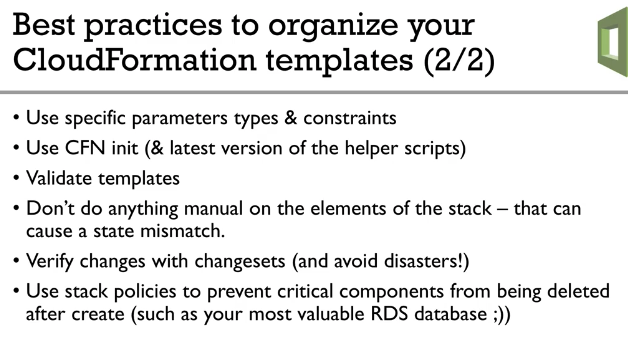 Best practices to organize your
CloudFormation templates (2/2)
• Use specific parameters types & constraints
• Use CFN init (& latest version of the helper scripts)
• Validate templates
• Don't do anything manual on the elements of the stack – that can
cause a state mismatch.
• Verify changes with changesets (and avoid disasters!)
• Use stack policies to prevent critical components from being deleted
after create (such as your most valuable RDS database ;))